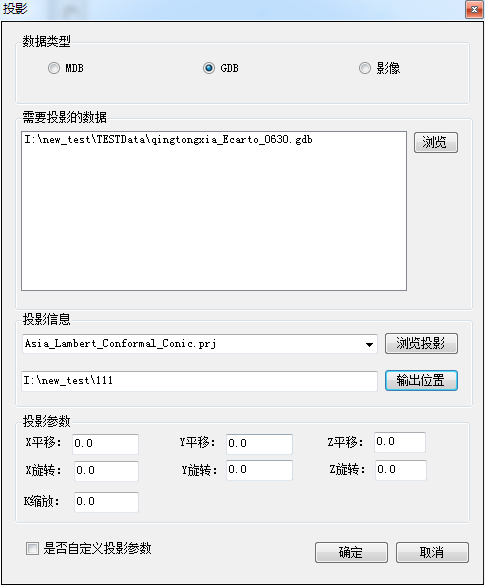 投影
数据类型
MDB GDB 影像
需要投影的数据
I:\new_test\TESTData\qingtongxia_Ecarto_0630.gdb 浏览
投影信息
Asia_Lambert_Conformal_Conic.prj 浏览投影
I:\new_test\111 输出位置
投影参数
X平移: 0.0 Y平移: 0.0 Z平移: 0.0
X旋转: 0.0 Y旋转: 0.0 Z旋转: 0.0
K缩放: 0.0
是否自定义投影参数 确定 取消